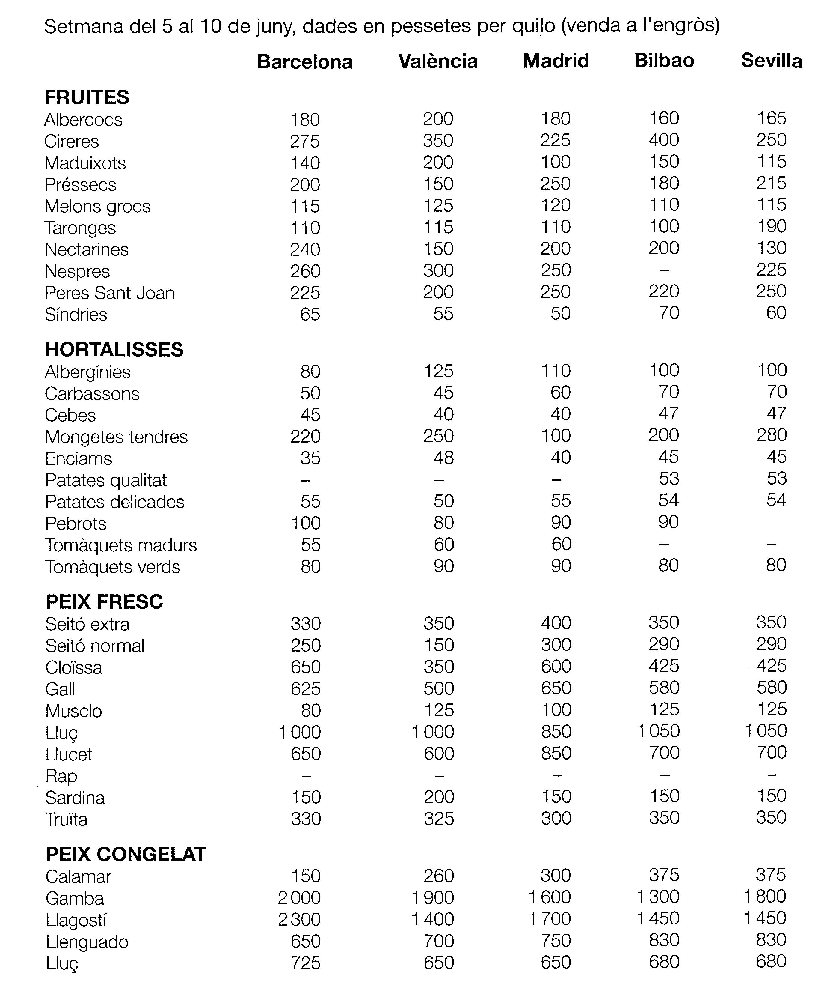 Setmana del 5 al 10 de juny, dades en pessetes per quilo (venda a l'engròs)
Barcelona València Madrid Bilbao Sevilla
FRUITES
Albercocs 180 200 180 160 165
Cireres 275 350 225 400 250
Maduixots 140 200 100 150 115
Préssecs 200 150 250 180 215
Melons grocs 115 125 120 110 115
Taronges 110 115 110 100 190
Nectarines 240 150 200 200 130
Nespres 260 300 250 – 225
Peres Sant Joan 225 200 250 220 250
Síndries 65 55 50 70 60
HORTALISSES
Albergínies 80 125 110 100 100
Carbassons 50 45 60 70 70
Cebes 45 40 40 47 47
Mongetes tendres 220 250 100 200 280
Enciams 35 48 40 45 45
Patates qualitat – – – 53 53
Patates delicades 55 50 55 54 54
Pebrots 100 80 90 90
Tomàquets madurs 55 60 60 – –
Tomàquets verds 80 90 90 80 80
PEIX FRESC
Seitó extra 330 350 400 350 350
Seitó normal 250 150 300 290 290
Cloïssa 650 350 600 425 425
Gall 625 500 650 580 580
Musclo 80 125 100 125 125
Lluç 1 000 1 000 850 1 050 1 050
Llucet 650 600 850 700 700
Rap – – – – –
Sardina 150 200 150 150 150
Truïta 330 325 300 350 350
PEIX CONGELAT
Calamar 150 260 300 375 375
Gamba 2 000 1 900 1 600 1 300 1 800
Llagostí 2 300 1 400 1 700 1 450 1 450
Llenguado 650 700 750 830 830
Lluç 725 650 650 680 680